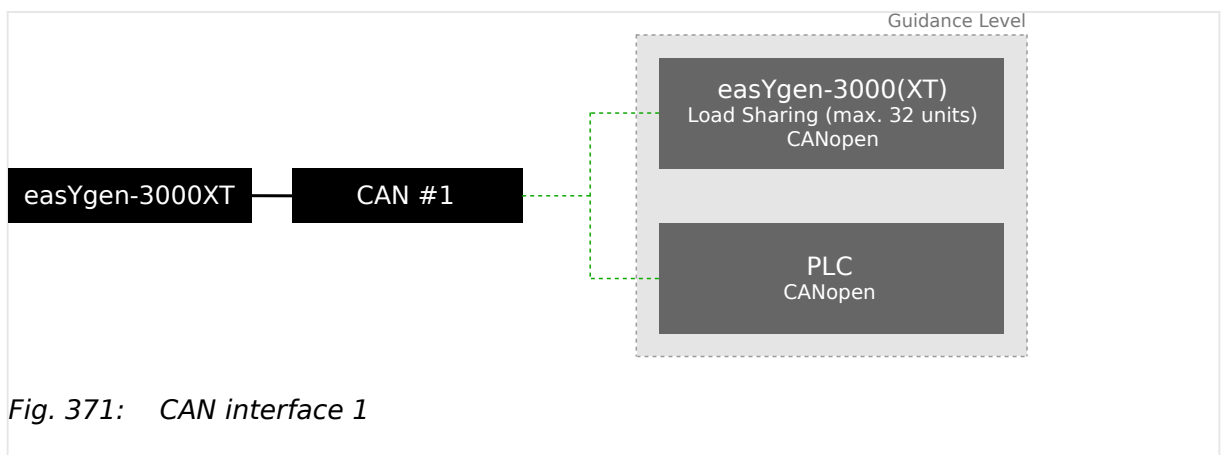 Guidance Level
easYgen-3000(XT)
Load Sharing (max. 32 units)
CANopen
easYgen-3000XT
CAN #1
PLC
CANopen
Fig. 371: CAN interface 1